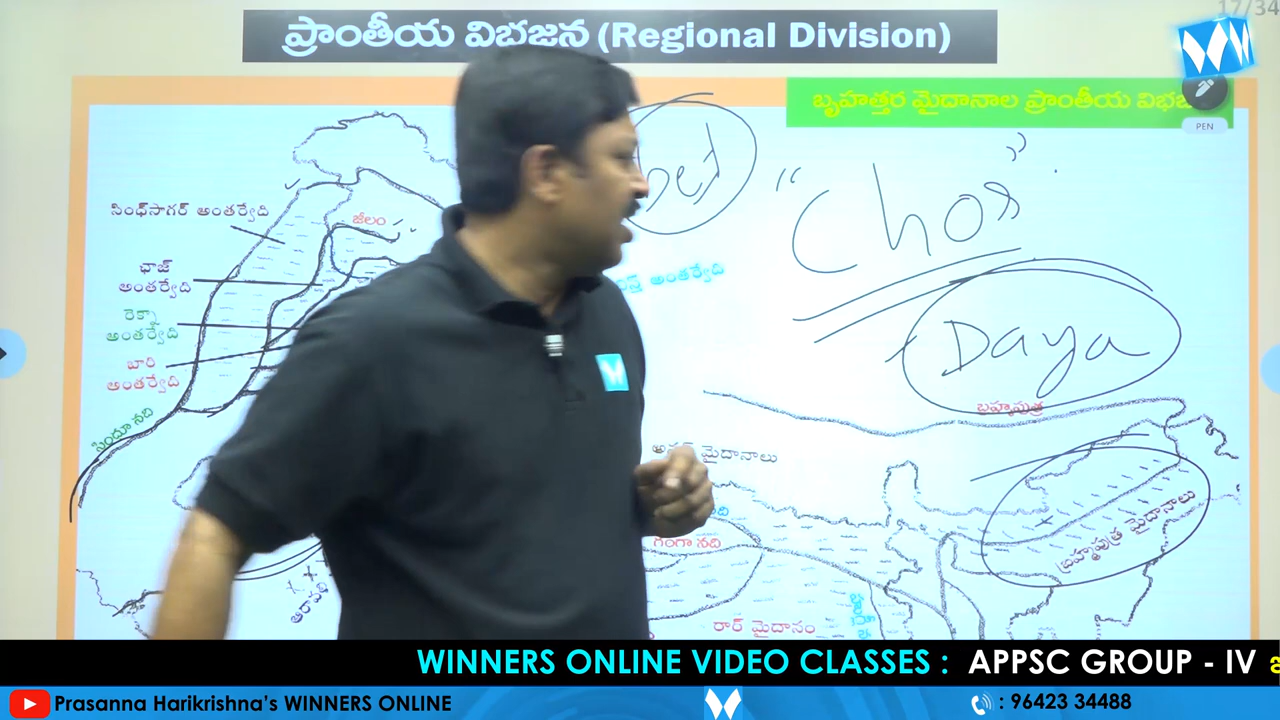 ప్రాంతీయ విభజన (Regional Division)
17/34
PEN
"Chos"
సింధ్‌సాగర్ అంతర్వేది
జీలం
ఛాజ్
అంతర్వేది
రెక్నా
అంతర్వేది
బారి
అంతర్వేది
సింధూ నది
అంతర్వేది
Daya
బ్రహ్మపుత్ర
మైదానాలు
గంగా నది
బ్రహ్మపుత్ర మైదానాలు
రార్ మైదానం
బృహత్తర మైదానాల ప్రాంతీయ
WINNERS ONLINE VIDEO CLASSES : APPSC GROUP - IV
Prasanna Harikrishna's WINNERS ONLINE
: 96423 34488